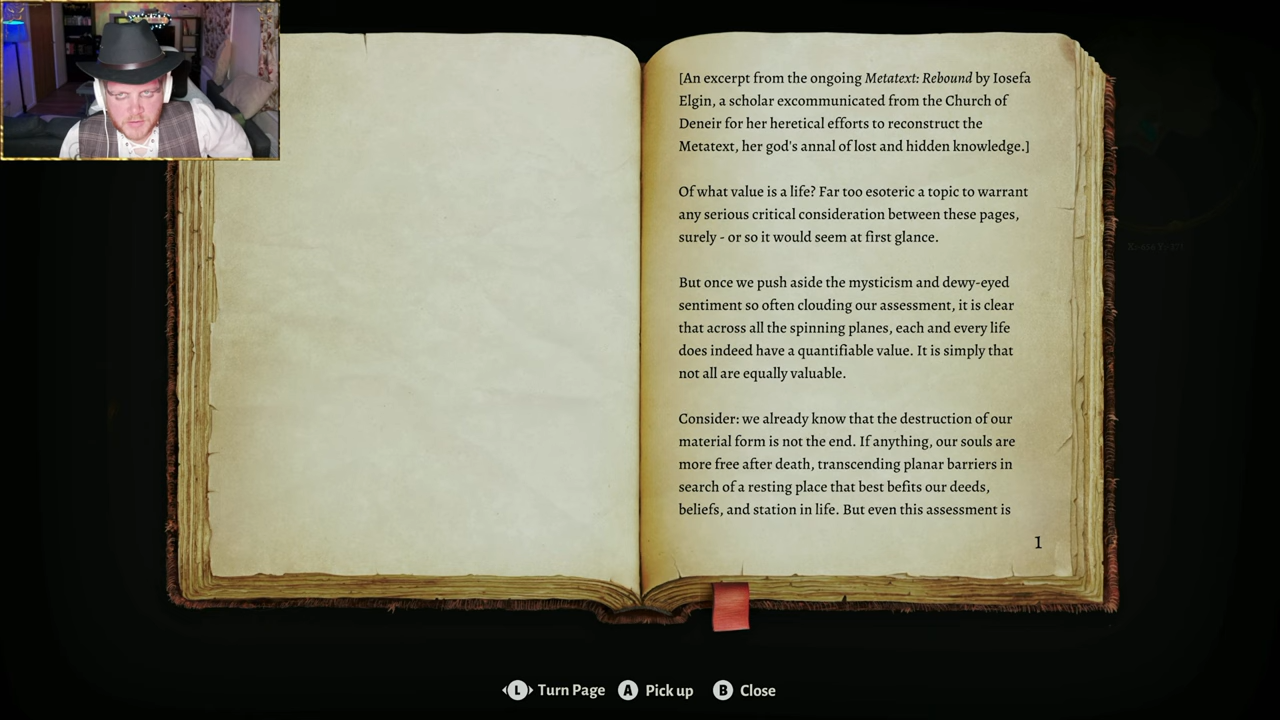 [An excerpt from the ongoing Metatext: Rebound by Iosefa
Elgin, a scholar excommunicated from the Church of
Deneir for her heretical efforts to reconstruct the
Metatext, her god's annal of lost and hidden knowledge.]
Of what value is a life? Far too esoteric a topic to warrant
any serious critical consideration between these pages,
surely - or so it would seem at first glance.
But once we push aside the mysticism and dewy-eyed
sentiment so often clouding our assessment, it is clear
that across all the spinning planes, each and every life
does indeed have a quantifiable value. It is simply that
not all are equally valuable.
Consider: we already know that the destruction of our
material form is not the end. If anything, our souls are
more free after death, transcending planar barriers in
search of a resting place that best befits our deeds,
beliefs, and station in life. But even this assessment is
1
L Turn Page A Pick up B Close